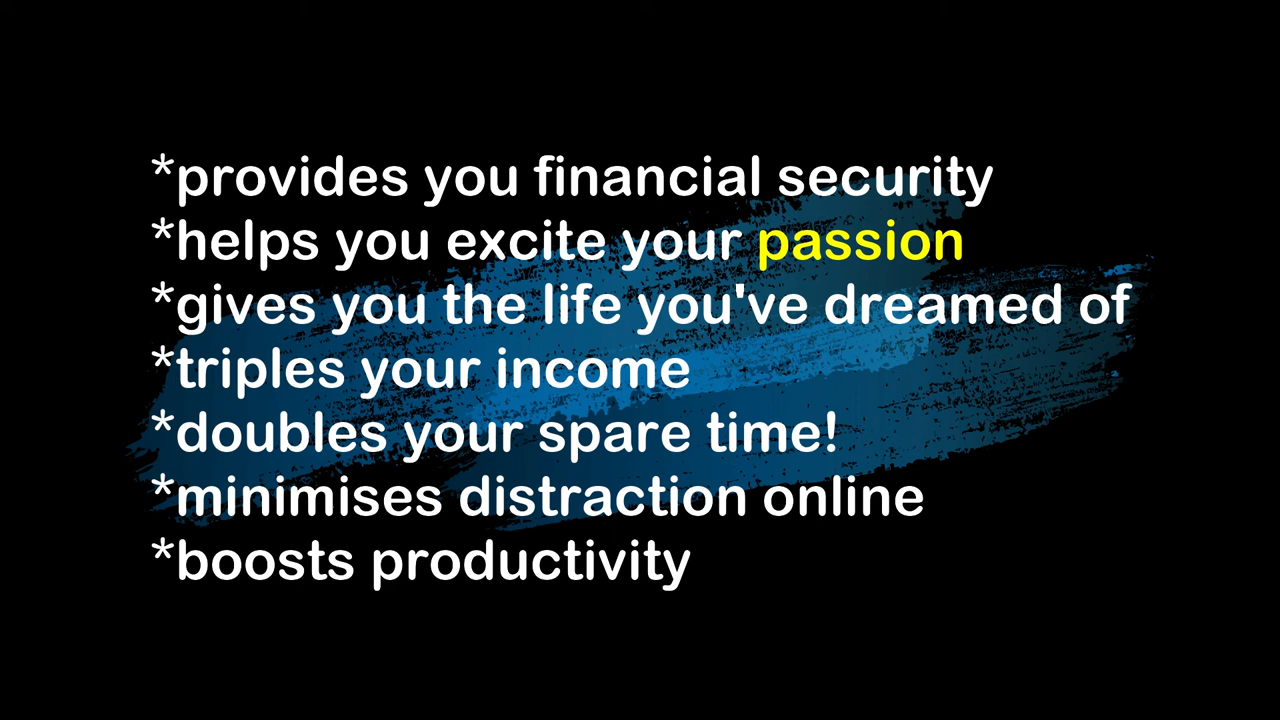 *provides you financial security
*helps you excite your passion
*gives you the life you've dreamed of
*triples your income
*doubles your spare time!
*minimises distraction online
*boosts productivity